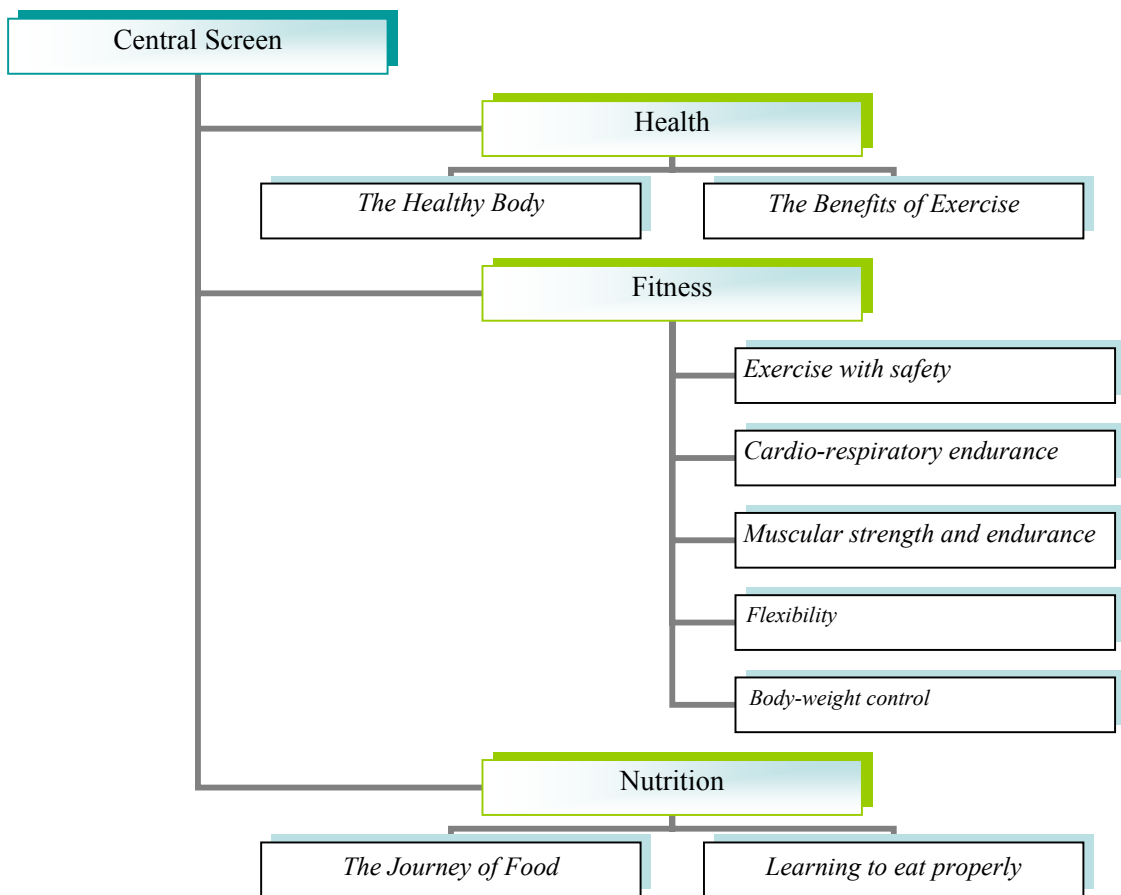 Central Screen
Health
The Healthy Body
The Benefits of Exercise
Fitness
Exercise with safety
Cardio-respiratory endurance
Muscular strength and endurance
Flexibility
Body-weight control
Nutrition
The Journey of Food
Learning to eat properly